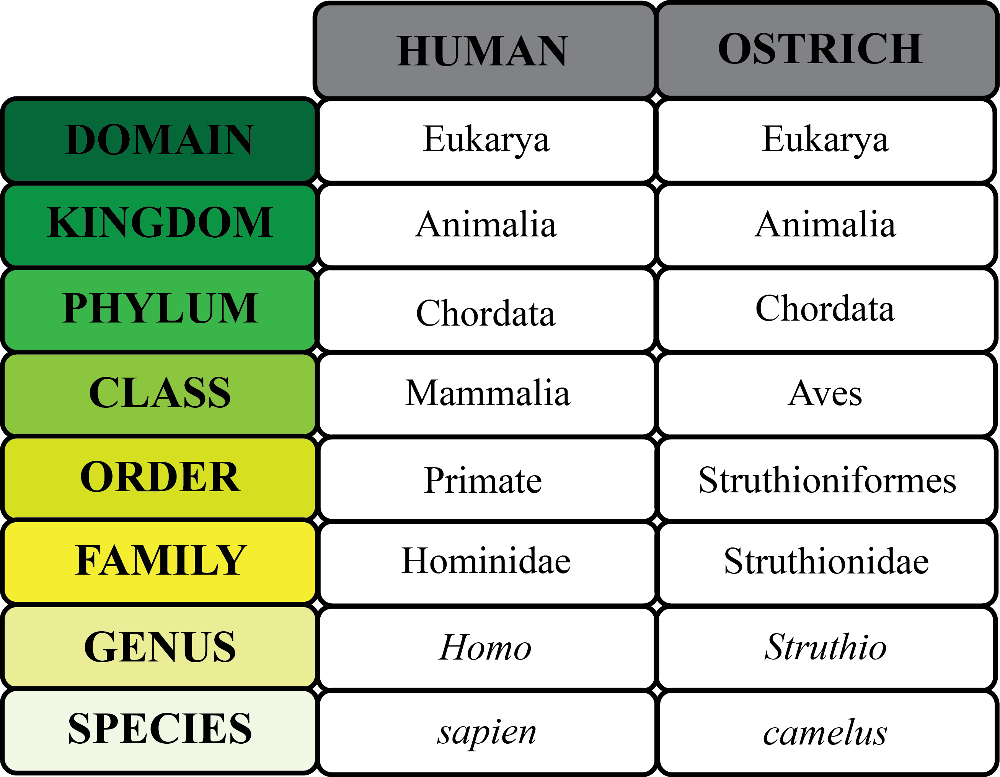 HUMAN OSTRICH
DOMAIN Eukarya Eukarya
KINGDOM Animalia Animalia
PHYLUM Chordata Chordata
CLASS Mammalia Aves
ORDER Primate Struthioniformes
FAMILY Hominidae Struthionidae
GENUS Homo Struthio
SPECIES sapien camelus